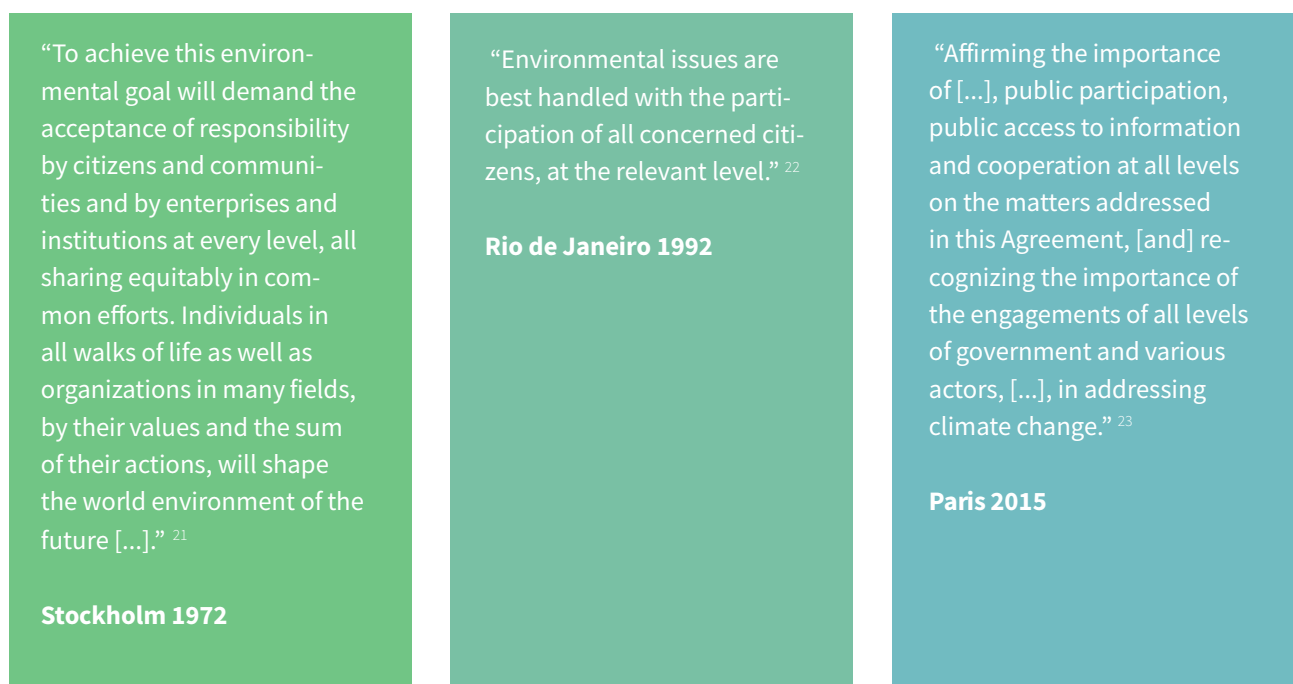 “To achieve this environ-
mental goal will demand the
acceptance of responsibility
by citizens and communi-
ties and by enterprises and
institutions at every level, all
sharing equitably in com-
mon efforts. Individuals in
all walks of life as well as
organizations in many fields,
by their values and the sum
of their actions, will shape
the world environment of the
future [...].” 21
Stockholm 1972
“Environmental issues are
best handled with the parti-
cipation of all concerned citi-
zens, at the relevant level.” 22
Rio de Janeiro 1992
“Affirming the importance
of [...], public participation,
public access to information
and cooperation at all levels
on the matters addressed
in this Agreement, [and] re-
cognizing the importance of
the engagements of all levels
of government and various
actors, [...], in addressing
climate change.” 23
Paris 2015